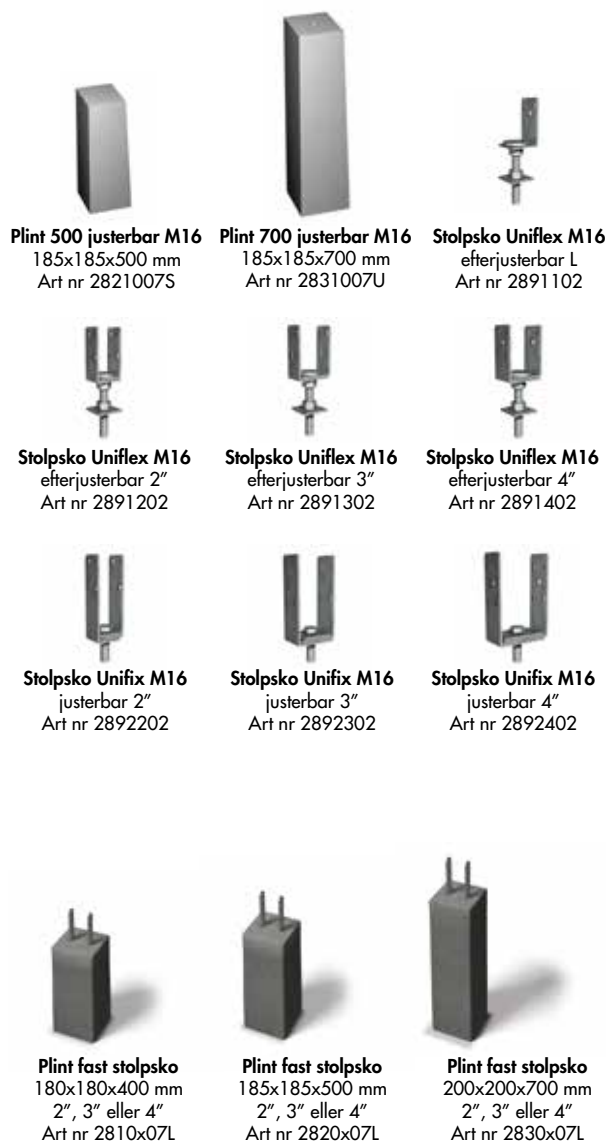 Plint 500 justerbar M16
185x185x500 mm
Art nr 2821007S
Plint 700 justerbar M16
185x185x700 mm
Art nr 2831007U
Stolpsko Uniflex M16
efterjusterbar L
Art nr 2891102
Stolpsko Uniflex M16
efterjusterbar 2”
Art nr 2891202
Stolpsko Uniflex M16
efterjusterbar 3”
Art nr 2891302
Stolpsko Uniflex M16
efterjusterbar 4”
Art nr 2891402
Stolpsko Unifix M16
justerbar 2”
Art nr 2892202
Stolpsko Unifix M16
justerbar 3”
Art nr 2892302
Stolpsko Unifix M16
justerbar 4”
Art nr 2892402
Plint fast stolpsko
180x180x400 mm
2”, 3” eller 4”
Art nr 2810x07L
Plint fast stolpsko
185x185x500 mm
2”, 3” eller 4”
Art nr 2820x07L
Plint fast stolpsko
200x200x700 mm
2”, 3” eller 4”
Art nr 2830x07L